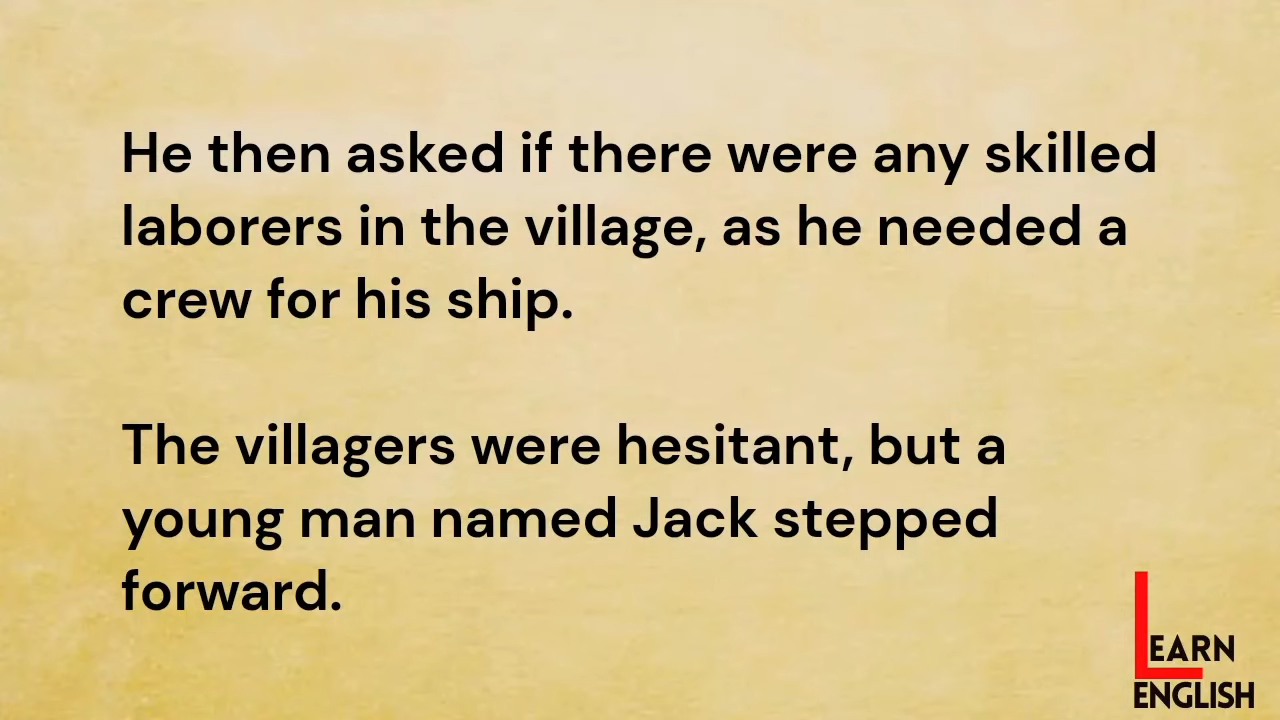 He then asked if there were any skilled
laborers in the village, as he needed a
crew for his ship.
The villagers were hesitant, but a
young man named Jack stepped
forward.
LEARN
ENGLISH